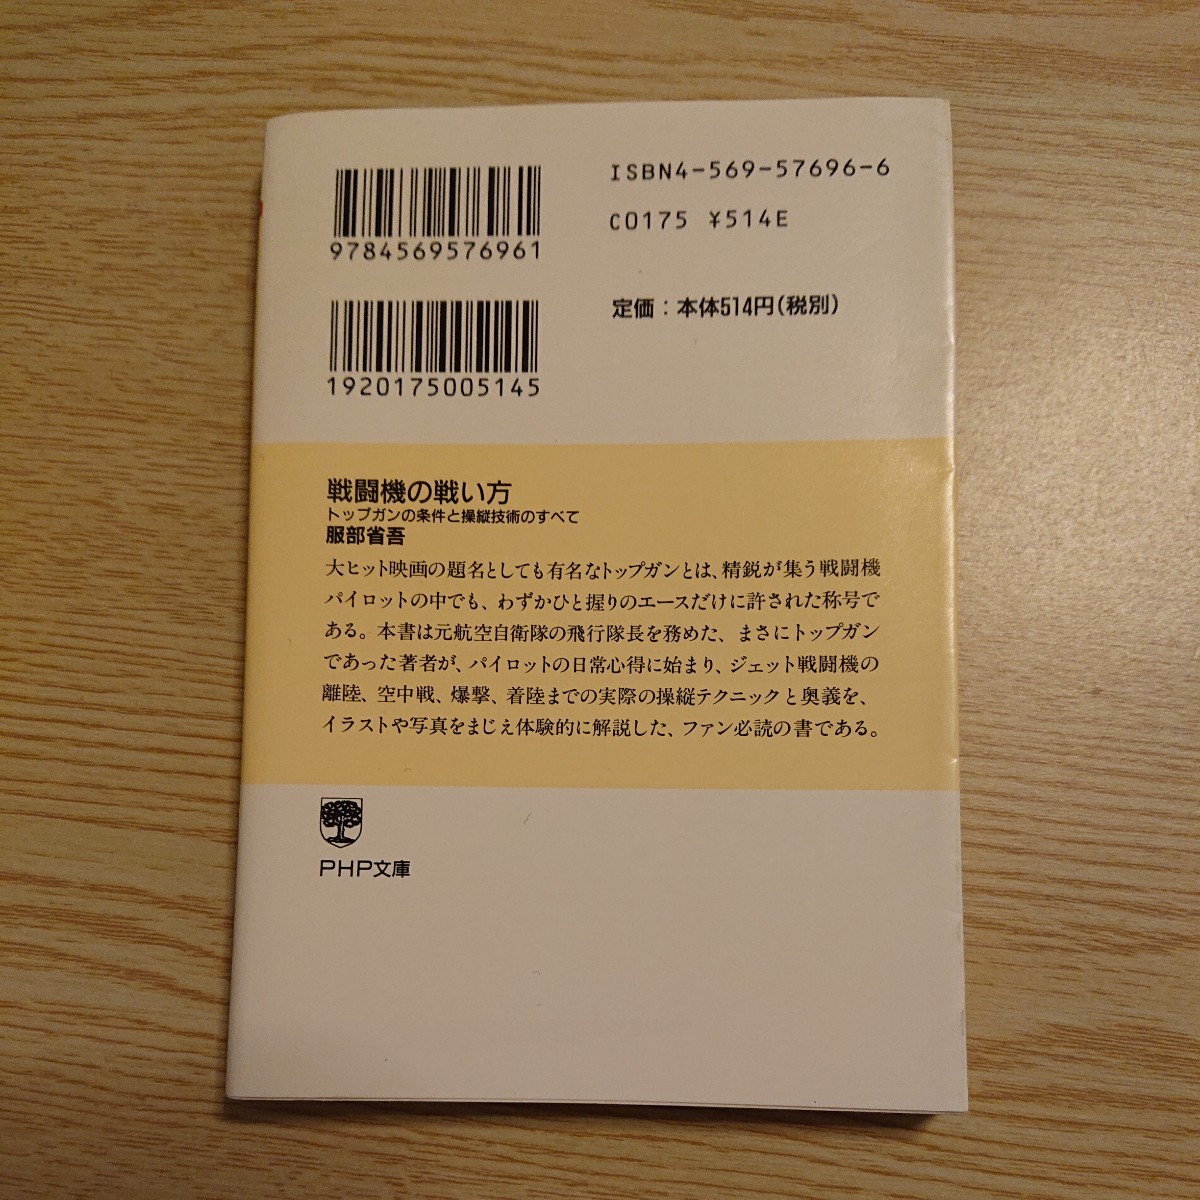 9784569576961
ISBN4-569-57696-6
C0175 ¥514E
1920175005145
定価：本体514円(税別)
戦闘機の戦い方
トップガンの条件と操縦技術のすべて
服部省吾
大ヒット映画の題名としても有名なトップガンとは、精鋭が集う戦闘機
パイロットの中でも、わずかひと握りのエースだけに許された称号で
ある。本書は元航空自衛隊の飛行隊長を務めた、まさにトップガン
であった著者が、パイロットの日常心得に始まり、ジェット戦闘機の
離陸、空中戦、爆撃、着陸までの実際の操縦テクニックと奥義を、
イラストや写真をまじえ体験的に解説した、ファン必読の書である。
PHP文庫